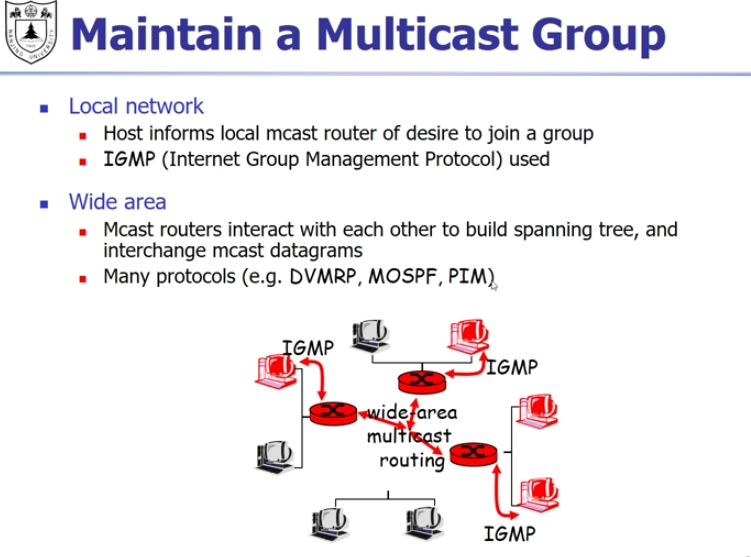 Maintain a Multicast Group
Local network
Host informs local mcast router of desire to join a group
IGMP (Internet Group Management Protocol) used
Wide area
Mcast routers interact with each other to build spanning tree, and
interchange mcast datagrams
Many protocols (e.g. DVMRP, MOSPF, PIM)
IGMP
IGMP
wide-area
multicast
routing
IGMP